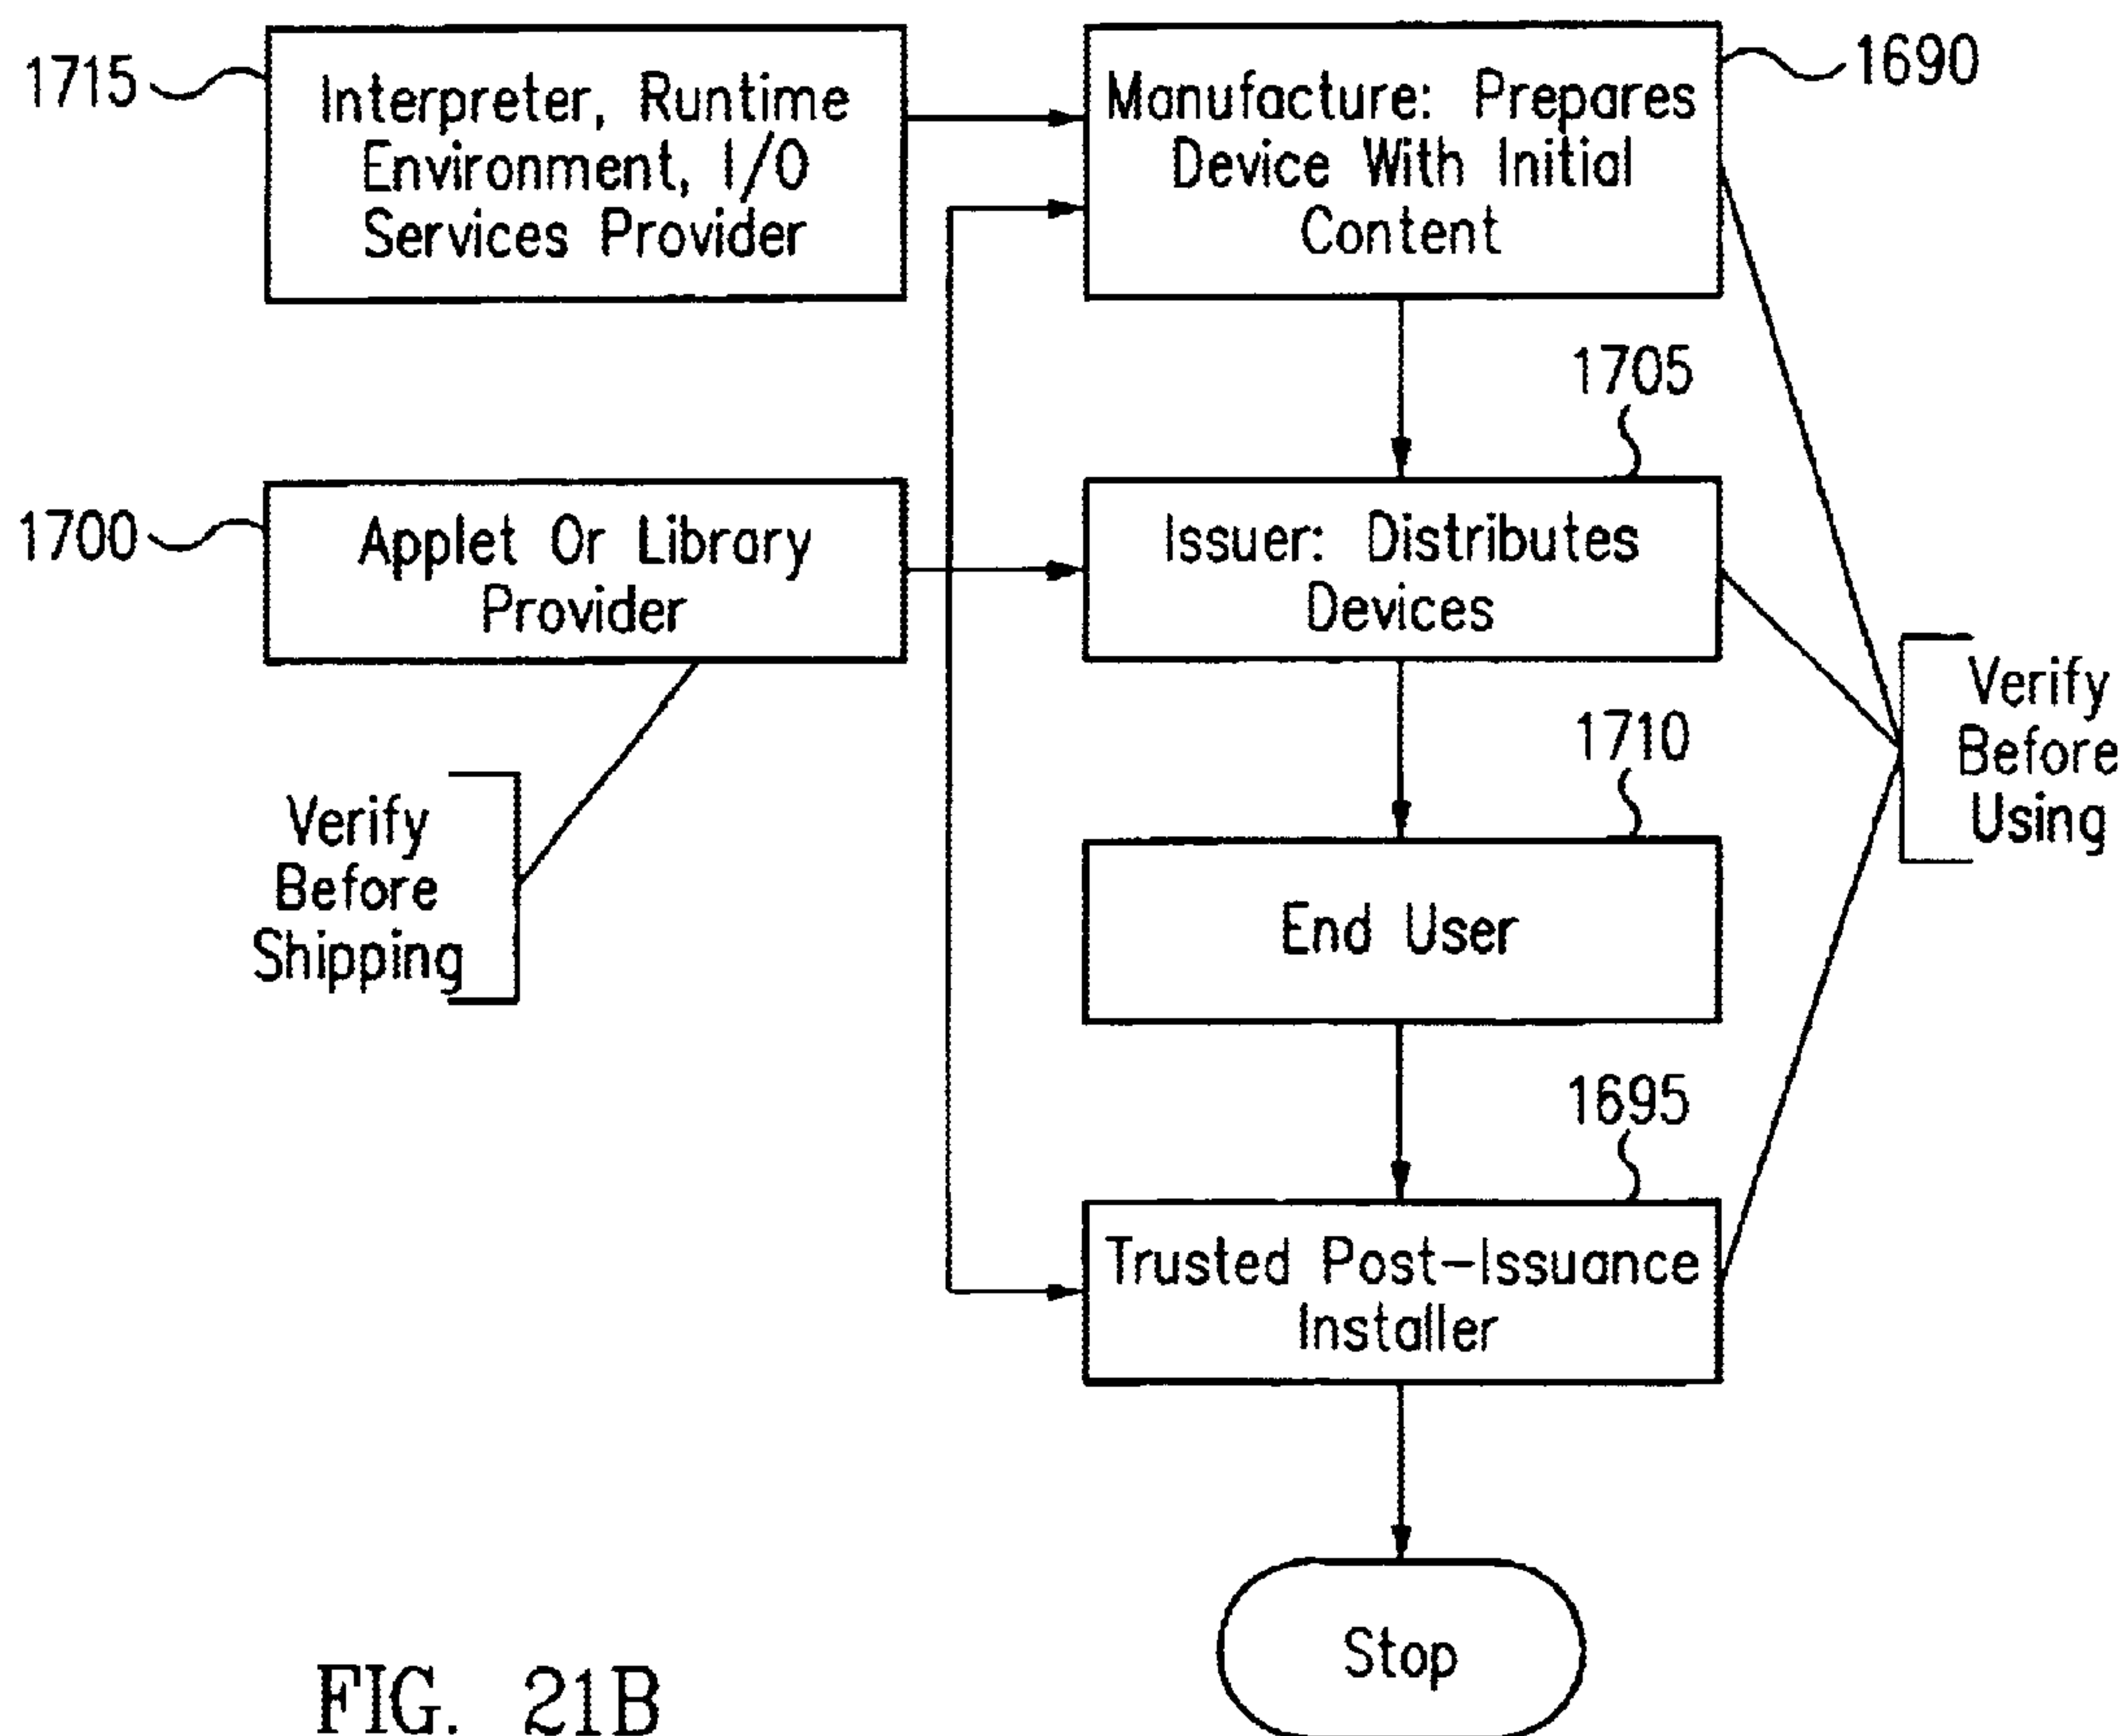 1715
Interpreter, Runtime
Environment, I/O
Services Provider
Manufacture: Prepares
Device With Initial
Content
1690
1700
Applet Or Library
Provider
1705
Issuer: Distributes
Devices
Verify
Before
Shipping
1710
End User
Verify
Before
Using
1695
Trusted Post-Issuance
Installer
Stop
FIG. 21B